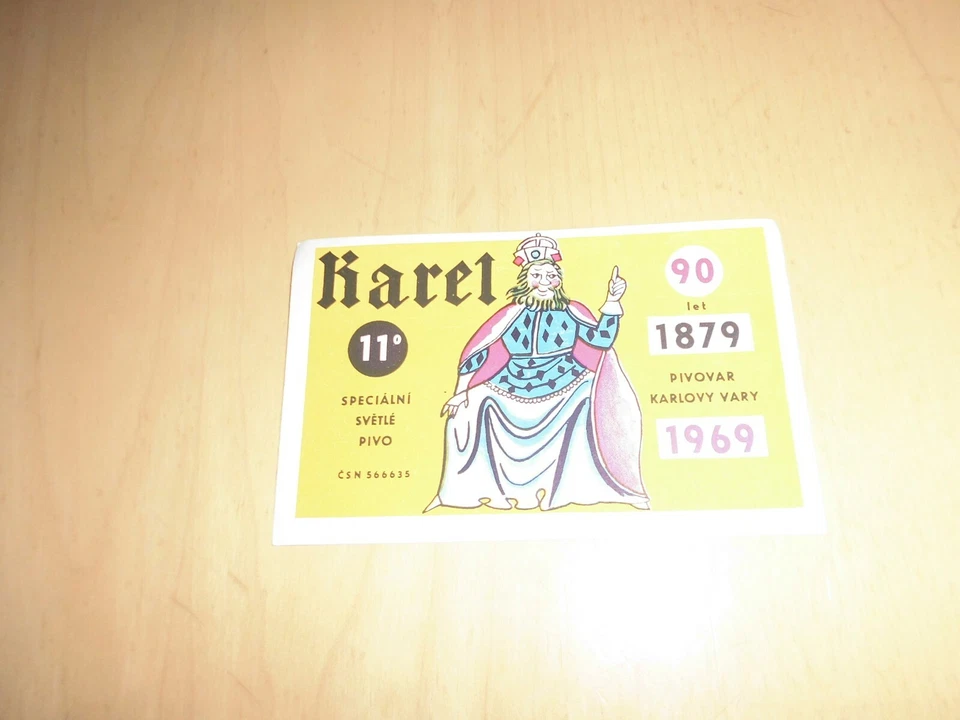 Karel
11°
SPECIÁLNÍ
SVĚTLÉ
PIVO
ČSN 566635
90
let
1879
PIVOVAR
KARLOVY VARY
1969